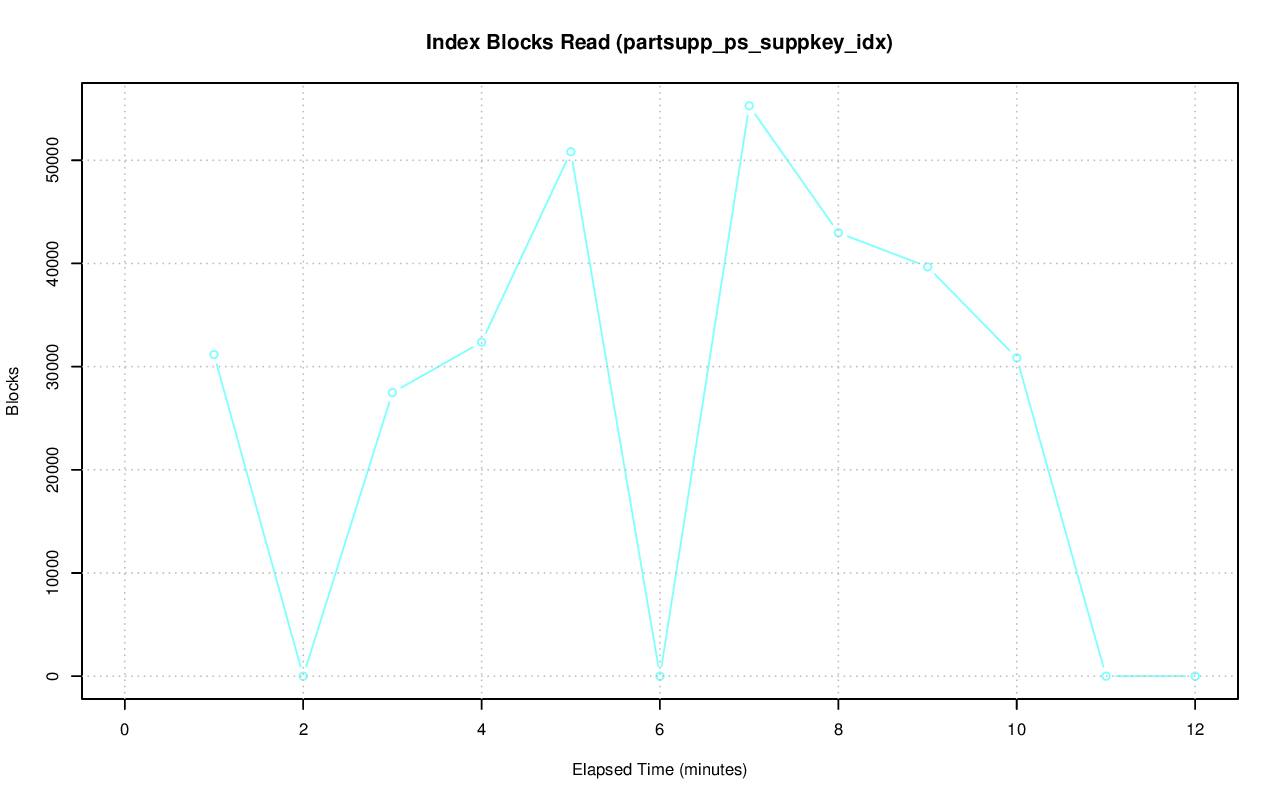 Index Blocks Read (partsupp_ps_suppkey_idx)
Blocks
50000
40000
30000
20000
10000
0
0 2 4 6 8 10 12
Elapsed Time (minutes)